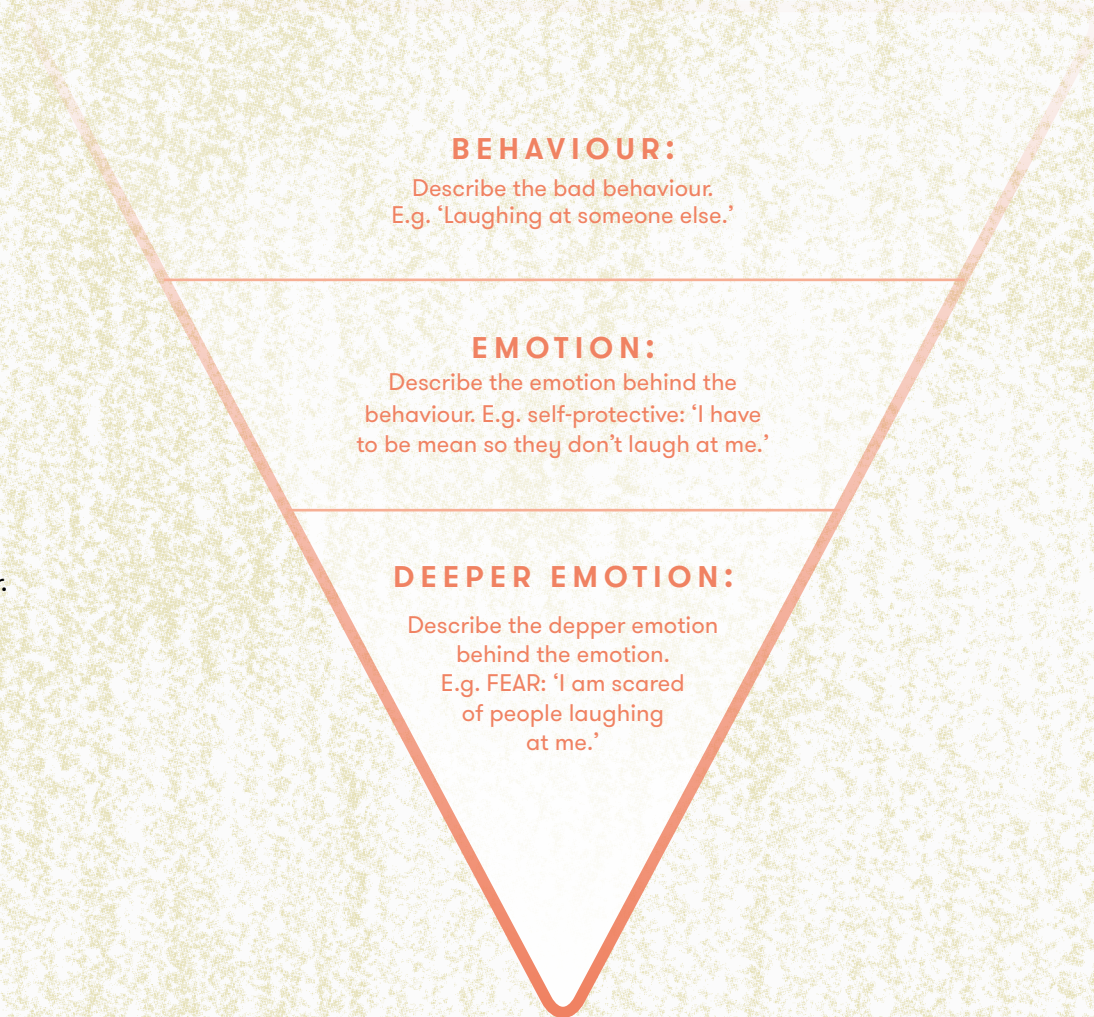 BEHAVIOUR:
Describe the bad behaviour.
E.g. ‘Laughing at someone else.’
EMOTION:
Describe the emotion behind the
behaviour. E.g. self-protective: ‘I have
to be mean so they don’t laugh at me.’
DEEPER EMOTION:
Describe the depper emotion
behind the emotion.
E.g. FEAR: ‘I am scared
of people laughing
at me.’